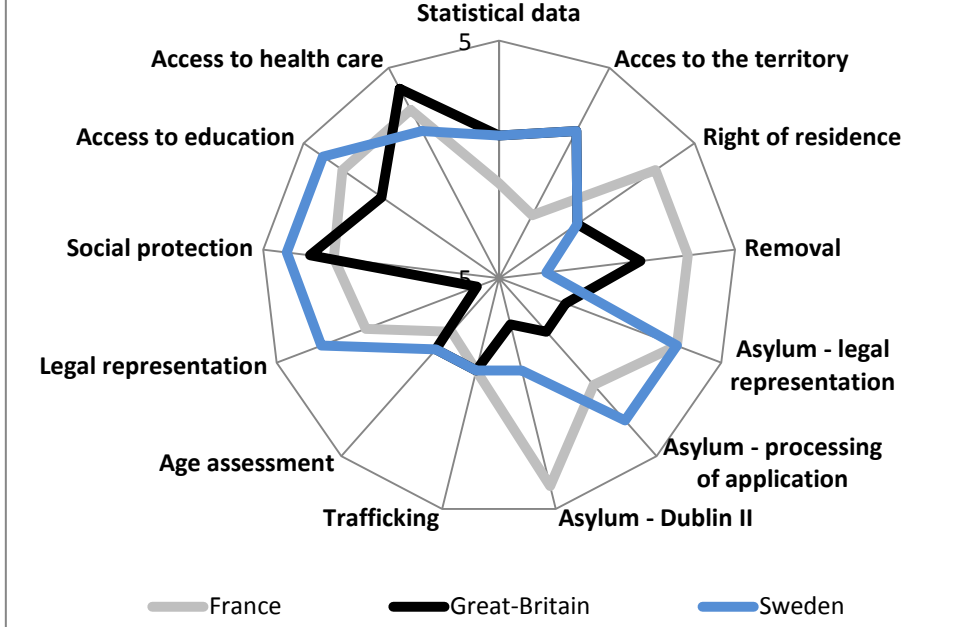 Statistical data
5
Access to health care
Acces to the territory
Access to education
Right of residence
Social protection
Removal
5
Legal representation
Asylum - legal
representation
Age assessment
Asylum - processing
of application
Trafficking
Asylum - Dublin II
France
Great-Britain
Sweden